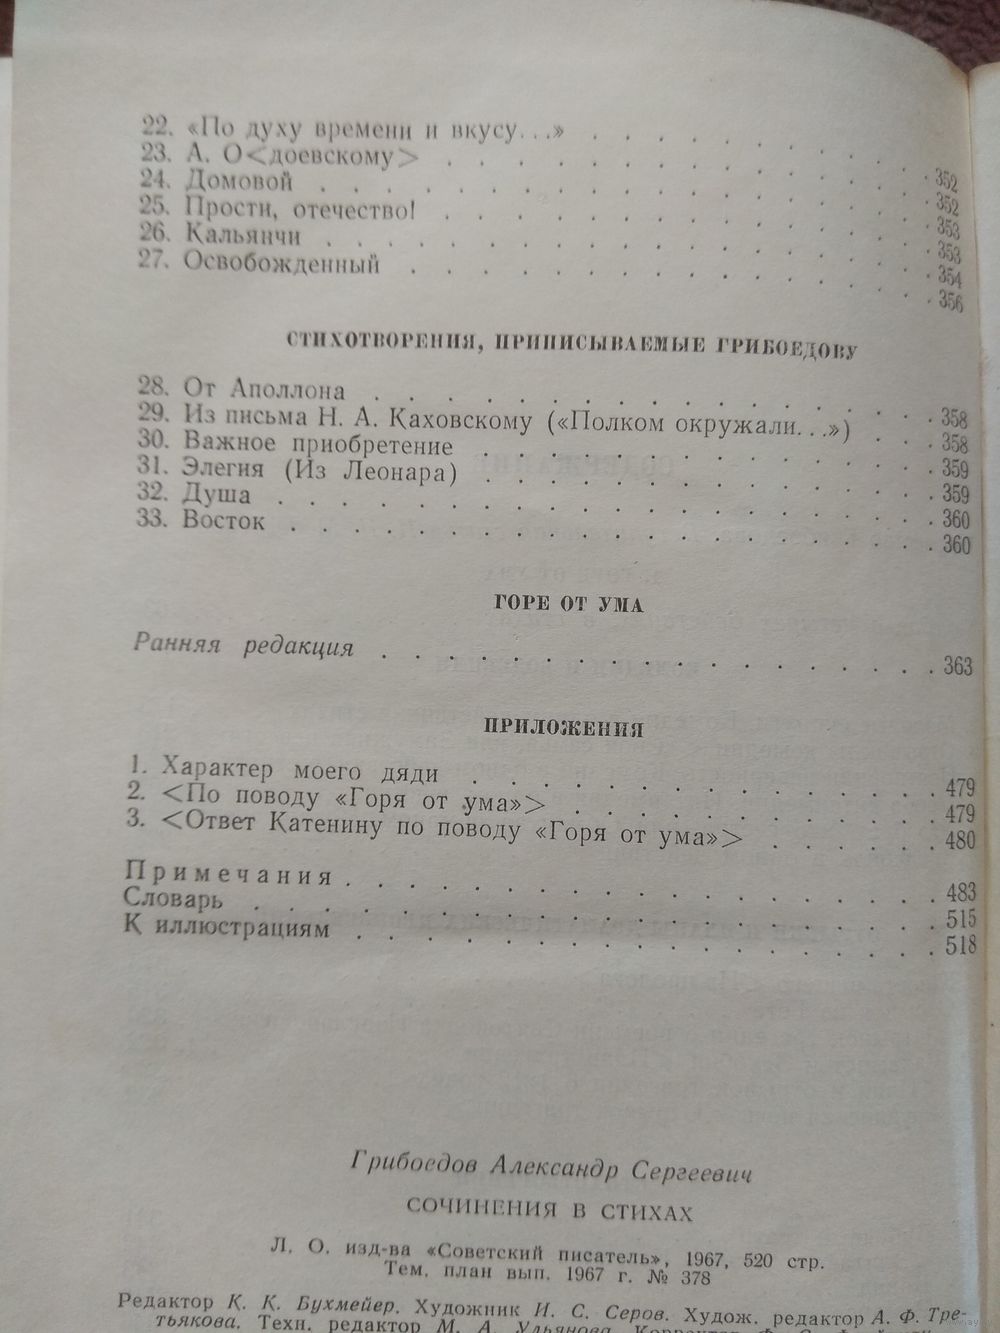 22. «По духу времени и вкусу...» . . . . . . . . . . 352
23. А. О<доевскому> . . . . . . . . . . 352
24. Домовой . . . . . . . . . . 353
25. Прости, отечество! . . . . . . . . . . 353
26. Кальянчи . . . . . . . . . . 354
27. Освобожденный . . . . . . . . . . 356
СТИХОТВОРЕНИЯ, ПРИПИСЫВАЕМЫЕ ГРИБОЕДОВУ
28. От Аполлона . . . . . . . . . . 358
29. Из письма Н. А. Каховскому («Полком окружали...») . . 358
30. Важное приобретение . . . . . . . . . . 359
31. Элегия (Из Леонара) . . . . . . . . . . 359
32. Душа . . . . . . . . . . 360
33. Восток . . . . . . . . . . 360
ГОРЕ ОТ УМА
Ранняя редакция . . . . . . . . . . 363
ПРИЛОЖЕНИЯ
1. Характер моего дяди . . . . . . . . . . 479
2. <По поводу «Горя от ума»> . . . . . . . . . . 479
3. <Ответ Катенину по поводу «Горя от ума»> . . . . . 480
Примечания . . . . . . . . . . 483
Словарь . . . . . . . . . . 515
К иллюстрациям . . . . . . . . . . 518
Грибоедов Александр Сергеевич
СОЧИНЕНИЯ В СТИХАХ
Л. О. изд-ва «Советский писатель», 1967, 520 стр.
Тем. план вып. 1967 г. № 378
Редактор К. К. Бухмейер. Художник И. С. Серов. Худож. редактор А. Ф. Тре-
тьякова. Техн. редактор М. А. Ульянова. Корректор